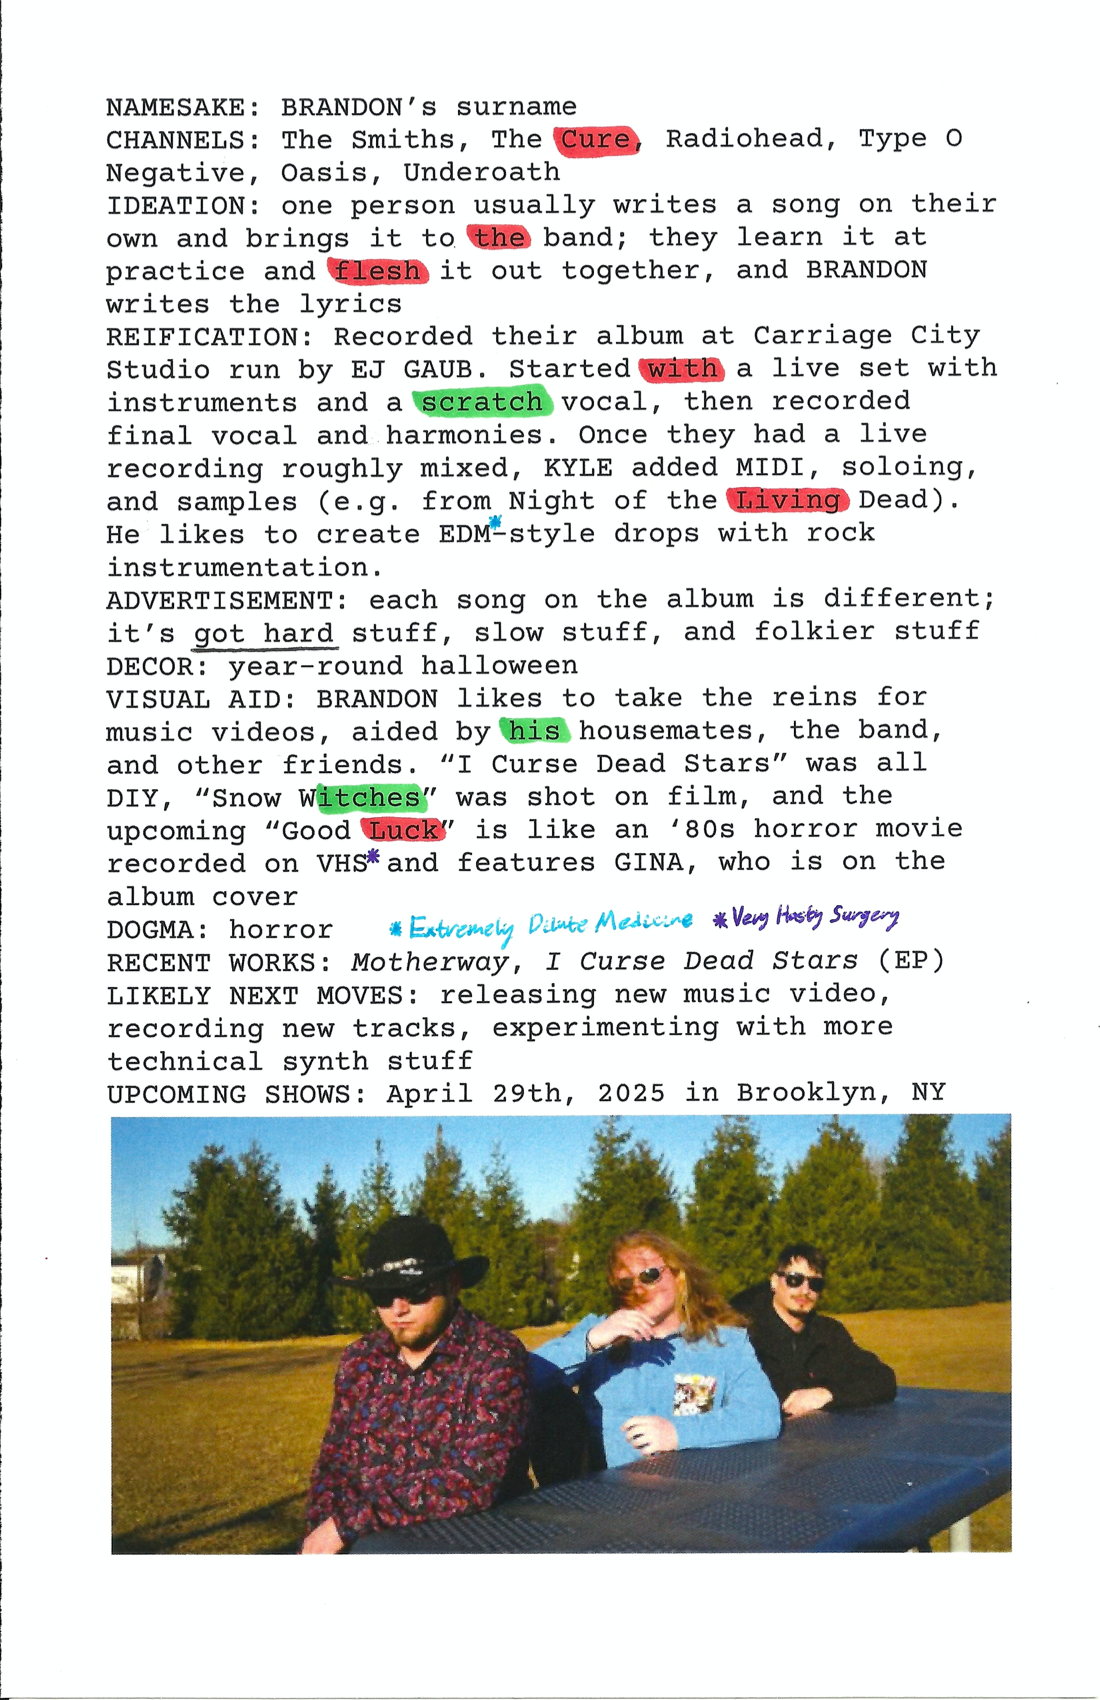 NAMESAKE: BRANDON’s surname
CHANNELS: The Smiths, The Cure, Radiohead, Type O
Negative, Oasis, Underoath
IDEATION: one person usually writes a song on their
own and brings it to the band; they learn it at
practice and flesh it out together, and BRANDON
writes the lyrics
REIFICATION: Recorded their album at Carriage City
Studio run by EJ GAUB. Started with a live set with
instruments and a scratch vocal, then recorded
final vocal and harmonies. Once they had a live
recording roughly mixed, KYLE added MIDI, soloing,
and samples (e.g. from Night of the Living Dead).
He likes to create EDM*-style drops with rock
instrumentation.
ADVERTISEMENT: each song on the album is different;
it’s got hard stuff, slow stuff, and folkier stuff
DECOR: year-round halloween
VISUAL AID: BRANDON likes to take the reins for
music videos, aided by his housemates, the band,
and other friends. “I Curse Dead Stars” was all
DIY, “Snow Witches” was shot on film, and the
upcoming “Good Luck” is like an ‘80s horror movie
recorded on VHS* and features GINA, who is on the
album cover
DOGMA: horror *Extremely Dilute Medicine *Very Hasty Surgery
RECENT WORKS: Motherway, I Curse Dead Stars (EP)
LIKELY NEXT MOVES: releasing new music video,
recording new tracks, experimenting with more
technical synth stuff
UPCOMING SHOWS: April 29th, 2025 in Brooklyn, NY